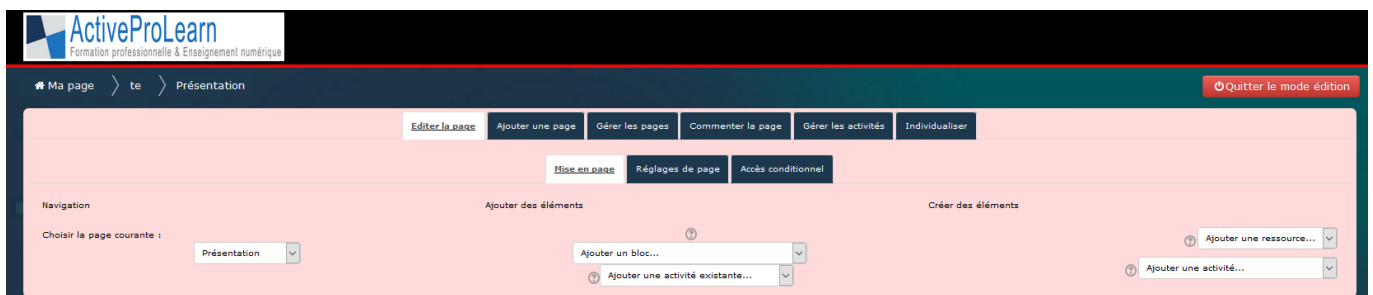 ActiveProLearn
Formation professionnelle & Enseignement numérique
Ma page te Présentation
Quitter le mode édition
Editer la page Ajouter une page Gérer les pages Commenter la page Gérer les activités Individualiser
Mise en page Réglages de page Accès conditionnel
Navigation Ajouter des éléments Créer des éléments
Choisir la page courante :
Présentation
Ajouter un bloc...
Ajouter une activité existante...
Ajouter une ressource...
Ajouter une activité...